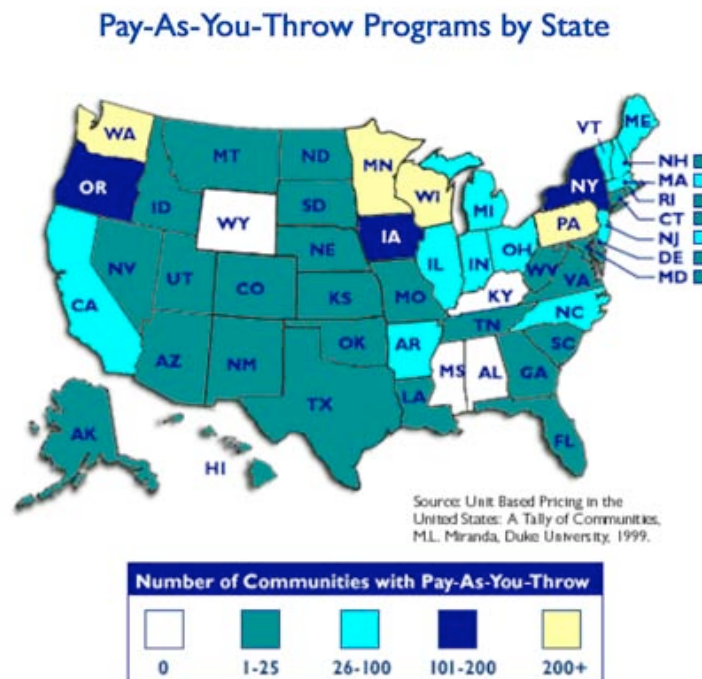 Pay-As-You-Throw Programs by State
WA
MT
ND
MN
VT
ME
NH
OR
ID
WY
SD
WI
MI
NY
MA
RI
CT
NJ
DE
MD
NV
UT
CO
NE
IA
IL
IN
OH
PA
WV
VA
CA
KS
MO
KY
NC
TN
AZ
NM
OK
AR
SC
MS
AL
GA
TX
LA
FL
AK
HI
Source: Unit Based Pricing in the
United States: A Tally of Communities,
M.L. Miranda, Duke University, 1999.
Number of Communities with Pay-As-You-Throw
0 1-25 26-100 101-200 200+